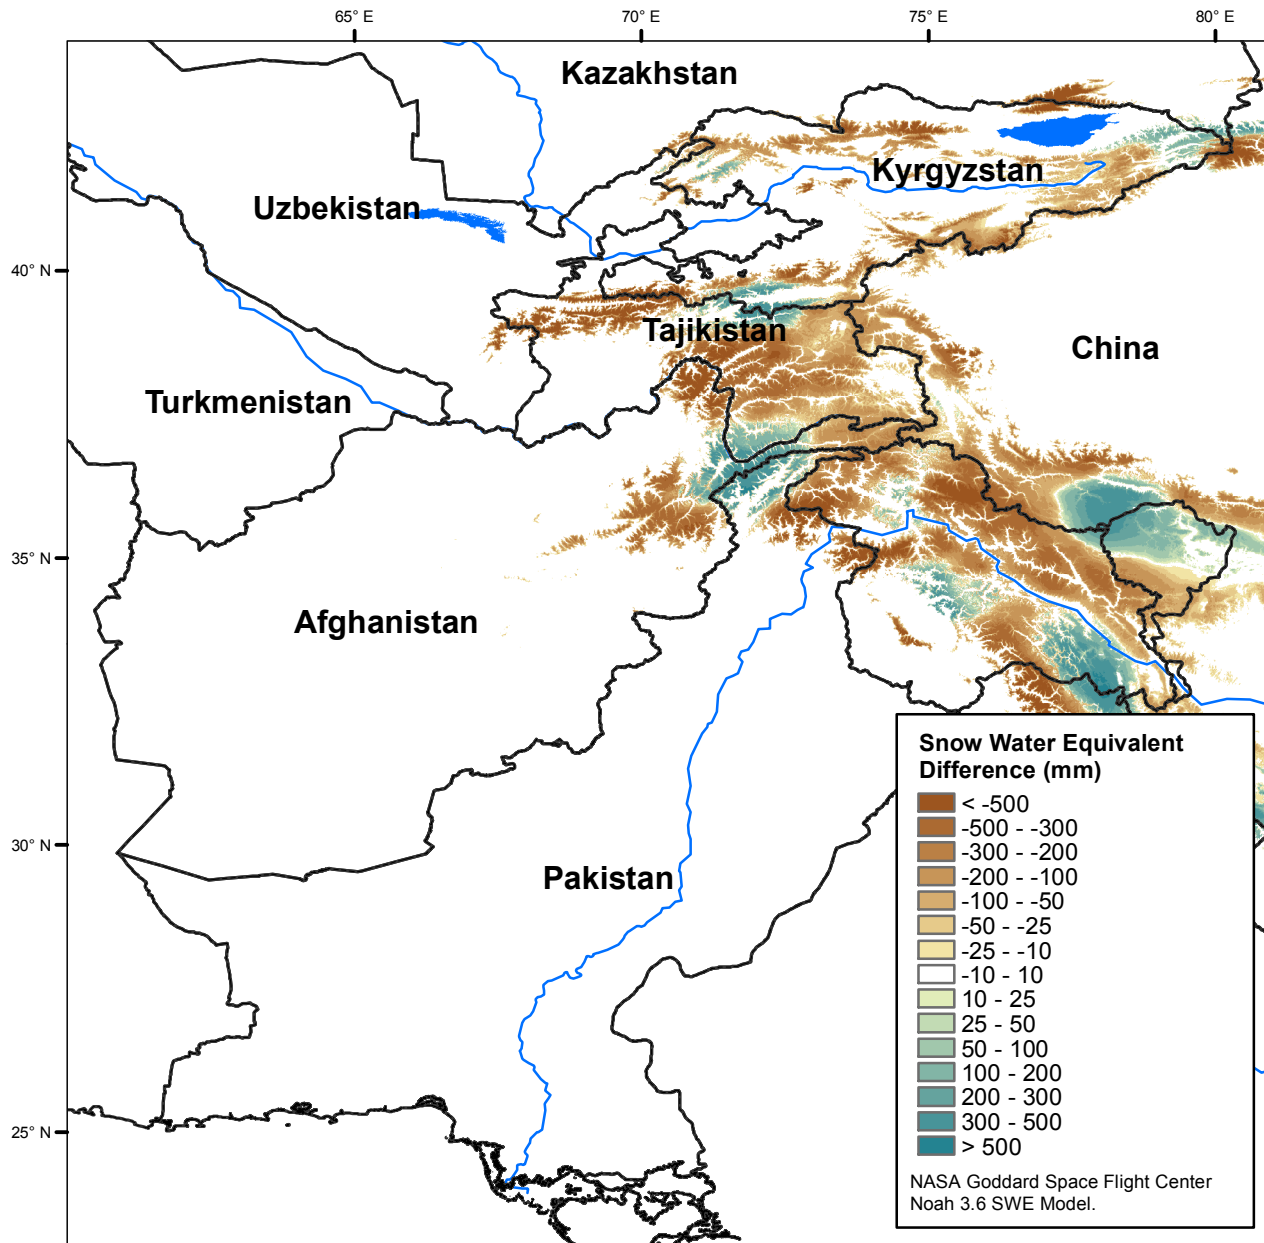 65° E
70° E
75° E
80° E
Kazakhstan
Kyrgyzstan
Uzbekistan
40° N
Tajikistan
China
Turkmenistan
35° N
Afghanistan
Snow Water Equivalent
Difference (mm)
< -500
-500 - -300
-300 - -200
-200 - -100
-100 - -50
-50 - -25
-25 - -10
-10 - 10
10 - 25
25 - 50
50 - 100
100 - 200
200 - 300
300 - 500
> 500
NASA Goddard Space Flight Center
Noah 3.6 SWE Model.
30° N
Pakistan
25° N